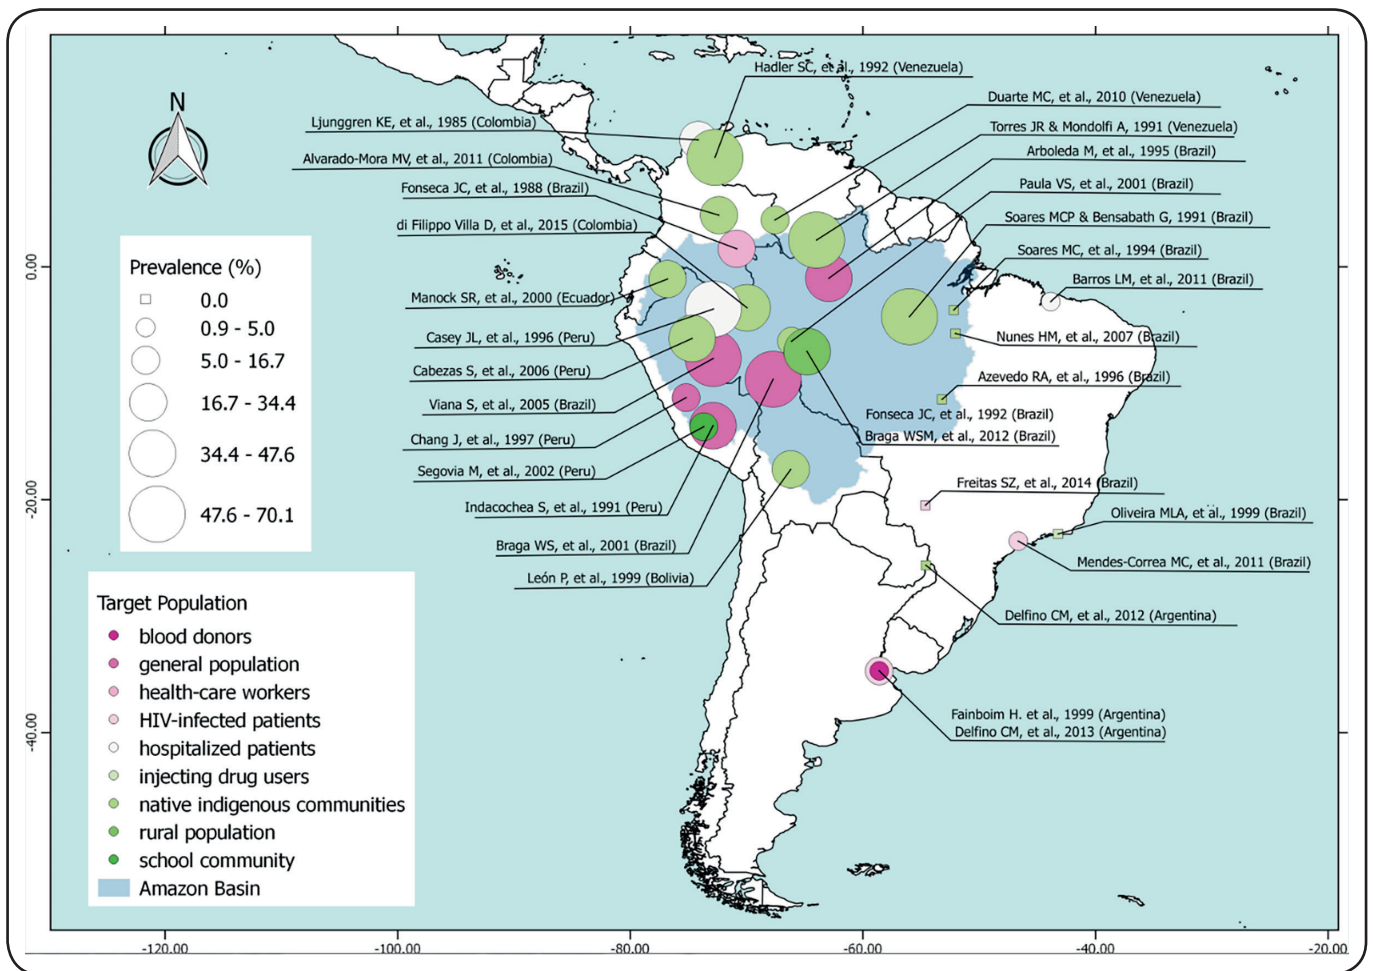 Hadler SC, et al., 1992 (Venezuela)
Duarte MC, et al., 2010 (Venezuela)
Ljunggren KE, et al., 1985 (Colombia)
Torres JR & Mondolfi A, 1991 (Venezuela)
Alvarado-Mora MV, et al., 2011 (Colombia)
Arboleda M, et al., 1995 (Brazil)
Fonseca JC, et al., 1988 (Brazil)
Paula VS, et al., 2001 (Brazil)
di Filippo Villa D, et al., 2015 (Colombia)
Soares MCP & Bensabath G, 1991 (Brazil)
Soares MC, et al., 1994 (Brazil)
Barros LM, et al., 2011 (Brazil)
Manock SR, et al., 2000 (Ecuador)
Casey JL, et al., 1996 (Peru)
Nunes HM, et al., 2007 (Brazil)
Cabezas S, et al., 2006 (Peru)
Azevedo RA, et al., 1996 (Brazil)
Viana S, et al., 2005 (Brazil)
Fonseca JC, et al., 1992 (Brazil)
Chang J, et al., 1997 (Peru)
Braga WSM, et al., 2012 (Brazil)
Segovia M, et al., 2002 (Peru)
Freitas SZ, et al., 2014 (Brazil)
Indacochea S, et al., 1991 (Peru)
Oliveira MLA, et al., 1999 (Brazil)
Braga WS, et al., 2001 (Brazil)
Mendes-Correa MC, et al., 2011 (Brazil)
León P, et al., 1999 (Bolivia)
Delfino CM, et al., 2012 (Argentina)
Fainboim H. et al., 1999 (Argentina)
Delfino CM, et al., 2013 (Argentina)
N
Prevalence (%)
0.0
0.9 - 5.0
5.0 - 16.7
16.7 - 34.4
34.4 - 47.6
47.6 - 70.1
Target Population
blood donors
general population
health-care workers
HIV-infected patients
hospitalized patients
injecting drug users
native indigenous communities
rural population
school community
Amazon Basin
0.00
-20.00
-40.00
-120.00
-100.00
-80.00
-60.00
-40.00
-20.00